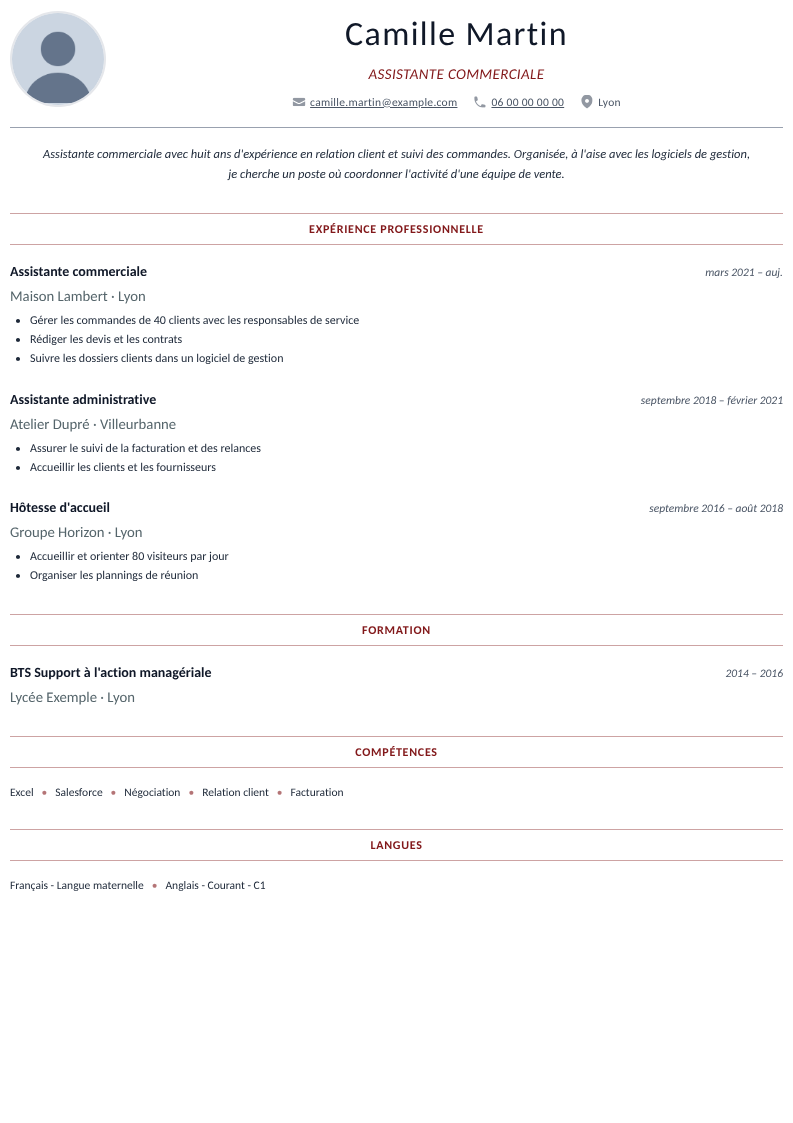 Camille Martin
ASSISTANTE COMMERCIALE
camille.martin@example.com 06 00 00 00 00 Lyon
Assistante commerciale avec huit ans d'expérience en relation client et suivi des commandes. Organisée, à l'aise avec les logiciels de gestion,
je cherche un poste où coordonner l'activité d'une équipe de vente.
EXPÉRIENCE PROFESSIONNELLE
Assistante commerciale mars 2021 – auj.
Maison Lambert · Lyon
• Gérer les commandes de 40 clients avec les responsables de service
• Rédiger les devis et les contrats
• Suivre les dossiers clients dans un logiciel de gestion
Assistante administrative septembre 2018 – février 2021
Atelier Dupré · Villeurbanne
• Assurer le suivi de la facturation et des relances
• Accueillir les clients et les fournisseurs
Hôtesse d'accueil septembre 2016 – août 2018
Groupe Horizon · Lyon
• Accueillir et orienter 80 visiteurs par jour
• Organiser les plannings de réunion
FORMATION
BTS Support à l'action managériale 2014 – 2016
Lycée Exemple · Lyon
COMPÉTENCES
Excel • Salesforce • Négociation • Relation client • Facturation
LANGUES
Français - Langue maternelle • Anglais - Courant - C1